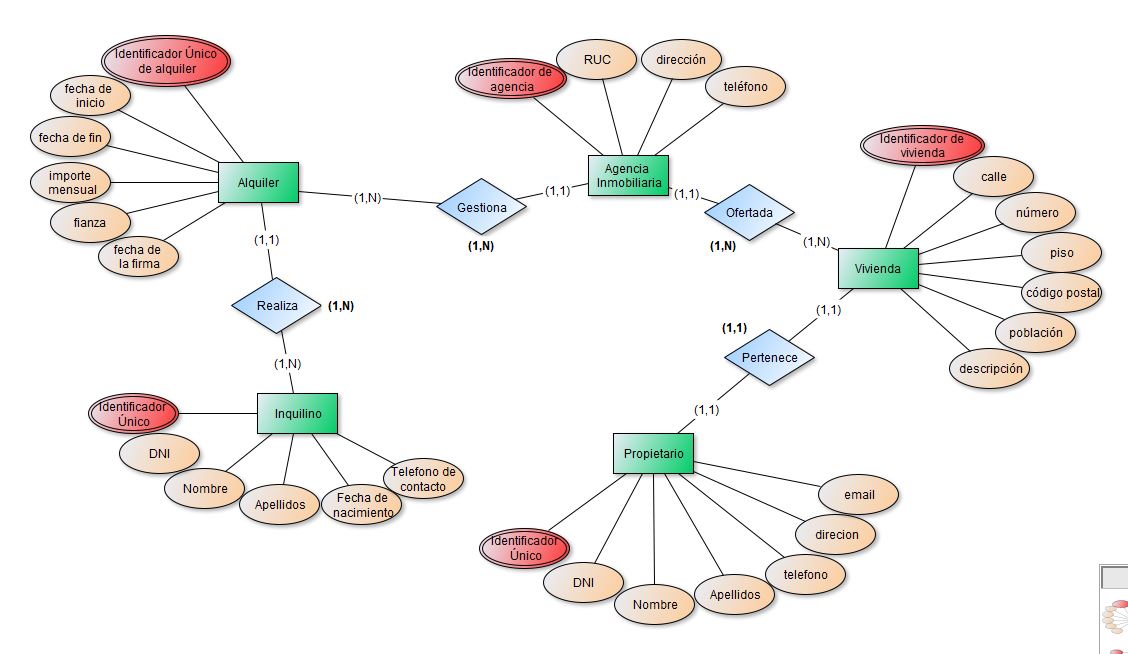 Identificador Único
de alquiler
fecha de
inicio
fecha de fin
importe
mensual
fianza
fecha de
la firma
Alquiler
(1,N)
Gestiona
(1,N)
(1,1)
Identificador de
agencia
RUC
dirección
teléfono
Agencia
Inmobiliaria
(1,1)
Ofertada
(1,N)
(1,N)
Identificador de
vivienda
calle
número
piso
código postal
población
descripción
Vivienda
(1,1)
Realiza
(1,N)
(1,N)
Inquilino
Identificador
Único
DNI
Nombre
Apellidos
Fecha de
nacimiento
Telefono de
contacto
(1,1)
(1,1)
Pertenece
(1,1)
Propietario
Identificador
Único
DNI
Nombre
Apellidos
telefono
direcion
email